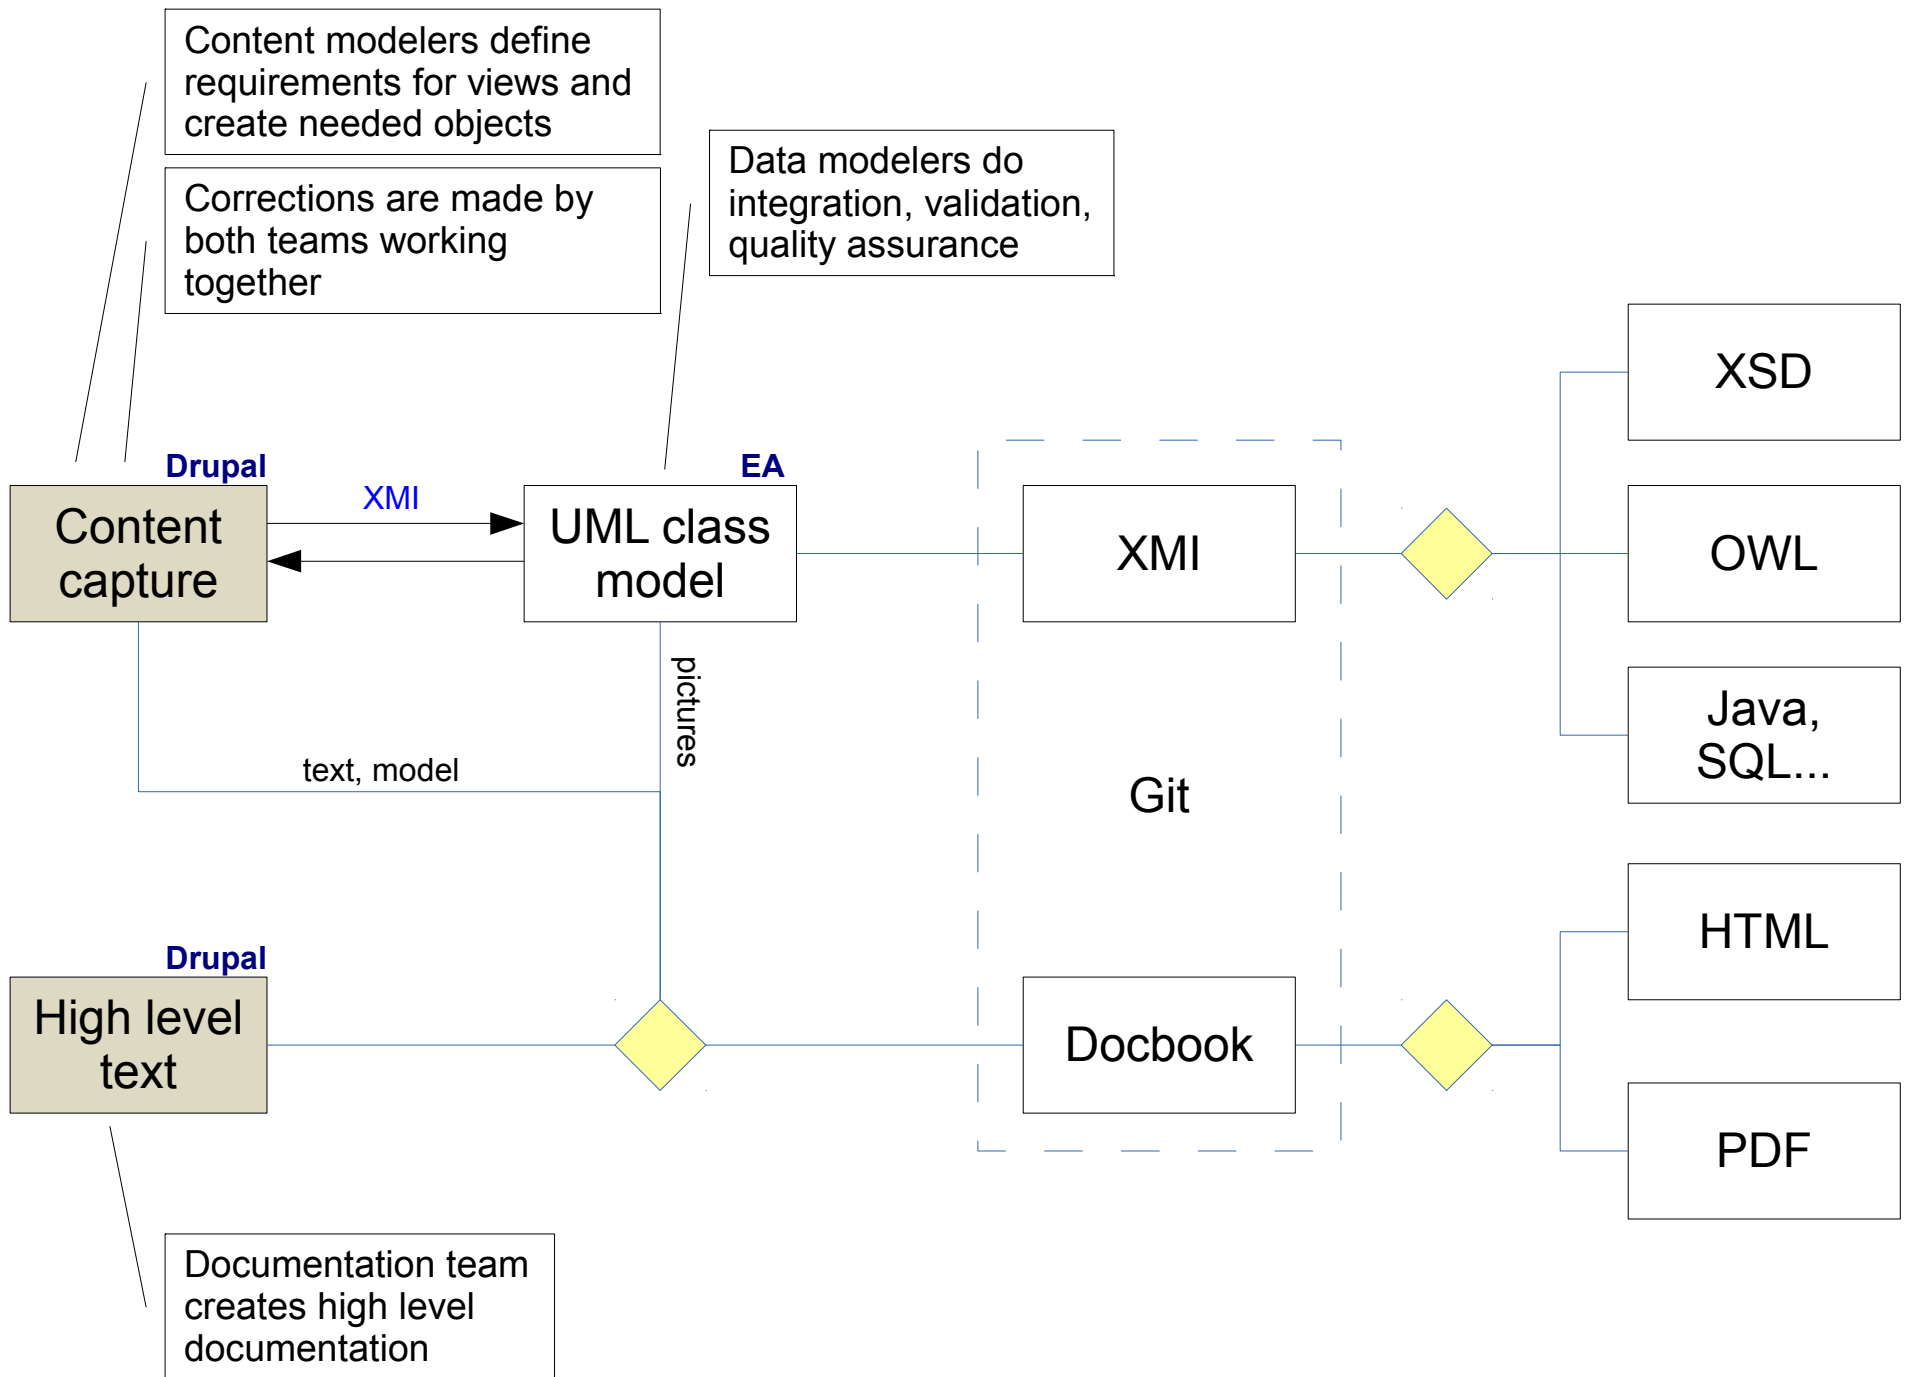 Content modelers define
requirements for views and
create needed objects
Corrections are made by
both teams working
together
Data modelers do
integration, validation,
quality assurance
Drupal
Content
capture
XMI
EA
UML class
model
XMI
XSD
OWL
Java,
SQL...
pictures
text, model
Git
Drupal
High level
text
Docbook
HTML
PDF
Documentation team
creates high level
documentation